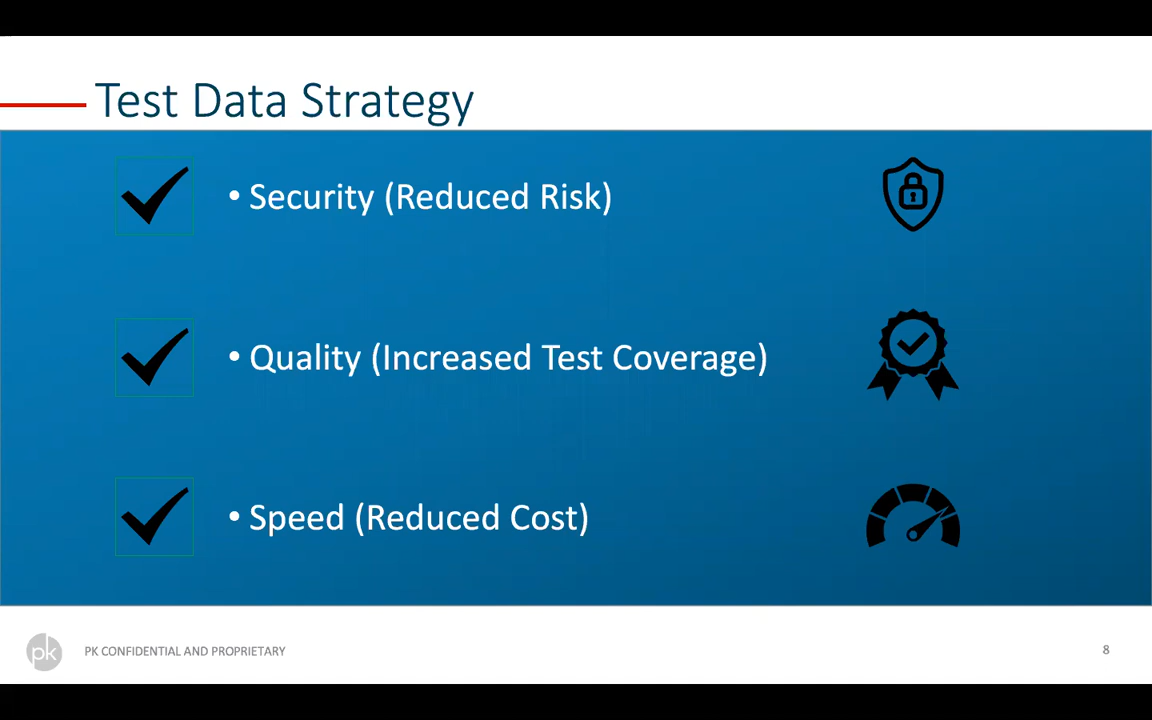 Test Data Strategy
• Security (Reduced Risk)
• Quality (Increased Test Coverage)
• Speed (Reduced Cost)
pk
PK CONFIDENTIAL AND PROPRIETARY
8